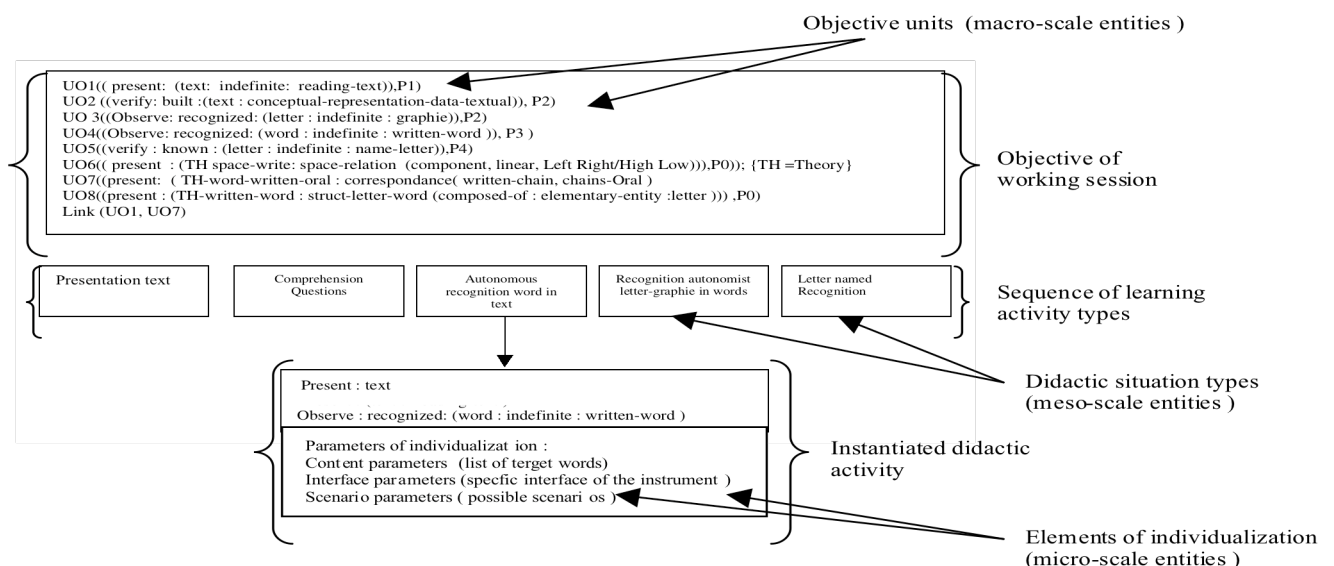 Objective units (macro-scale entities )
UO1(( present: (text: indefinite: reading-text)),P1)
UO2 ((verify: built :(text : conceptual-representation-data-textual)), P2)
UO 3((Observe: recognized: (letter : indefinite : graphie)),P2)
UO4((Observe: recognized: (word : indefinite : written-word )), P3 )
UO5((verify : known : (letter : indefinite : name-letter)),P4)
UO6(( present : (TH space-write: space-relation (component, linear, Left Right/High Low))),P0)); {TH =Theory}
UO7((present: ( TH-word-written-oral : correspondance( written-chain, chains-Oral )
UO8((present : (TH-written-word : struct-letter-word (composed-of : elementary-entity :letter ))) ,P0)
Link (UO1, UO7)
Objective of
working session
Presentation text
Comprehension
Questions
Autonomous
recognition word in
text
Recognition autonomist
letter-graphie in words
Letter named
Recognition
Sequence of learning
activity types
Didactic situation types
(meso-scale entities )
Present : text
Observe : recognized: (word : indefinite : written-word )
Parameters of individualizat ion :
Content parameters (list of terget words)
Interface parameters (specfic interface of the instrument )
Scenario parameters ( possible scenari os )
Instantiated didactic
activity
Elements of individualization
(micro-scale entities )